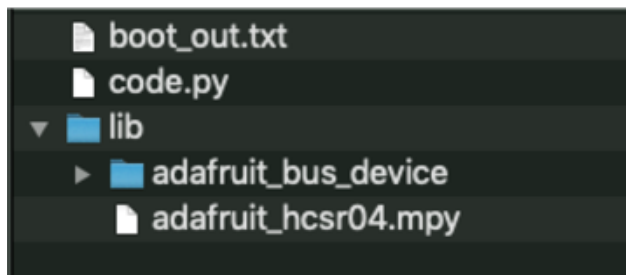 boot_out.txt
code.py
lib
adafruit_bus_device
adafruit_hcsr04.mpy